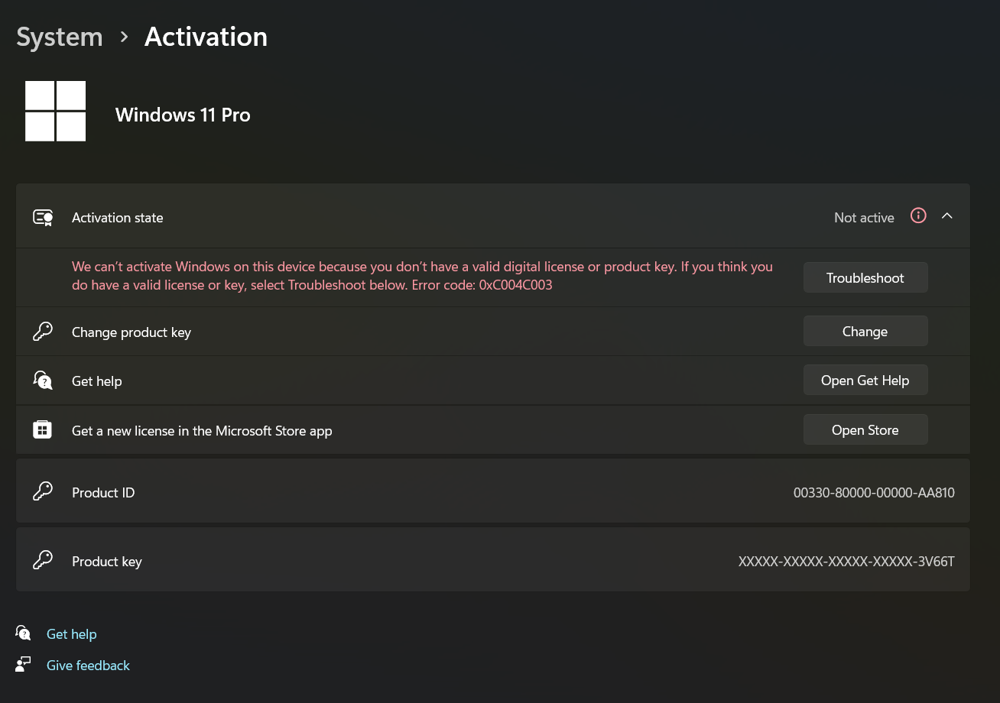 System > Activation
Windows 11 Pro
Activation state
Not active
We can't activate Windows on this device because you don't have a valid digital license or product key. If you think you
do have a valid license or key, select Troubleshoot below. Error code: 0xC004C003
Troubleshoot
Change product key
Change
Get help
Open Get Help
Get a new license in the Microsoft Store app
Open Store
Product ID
00330-80000-00000-AA810
Product key
XXXXX-XXXXX-XXXXX-XXXXX-3V66T
Get help
Give feedback